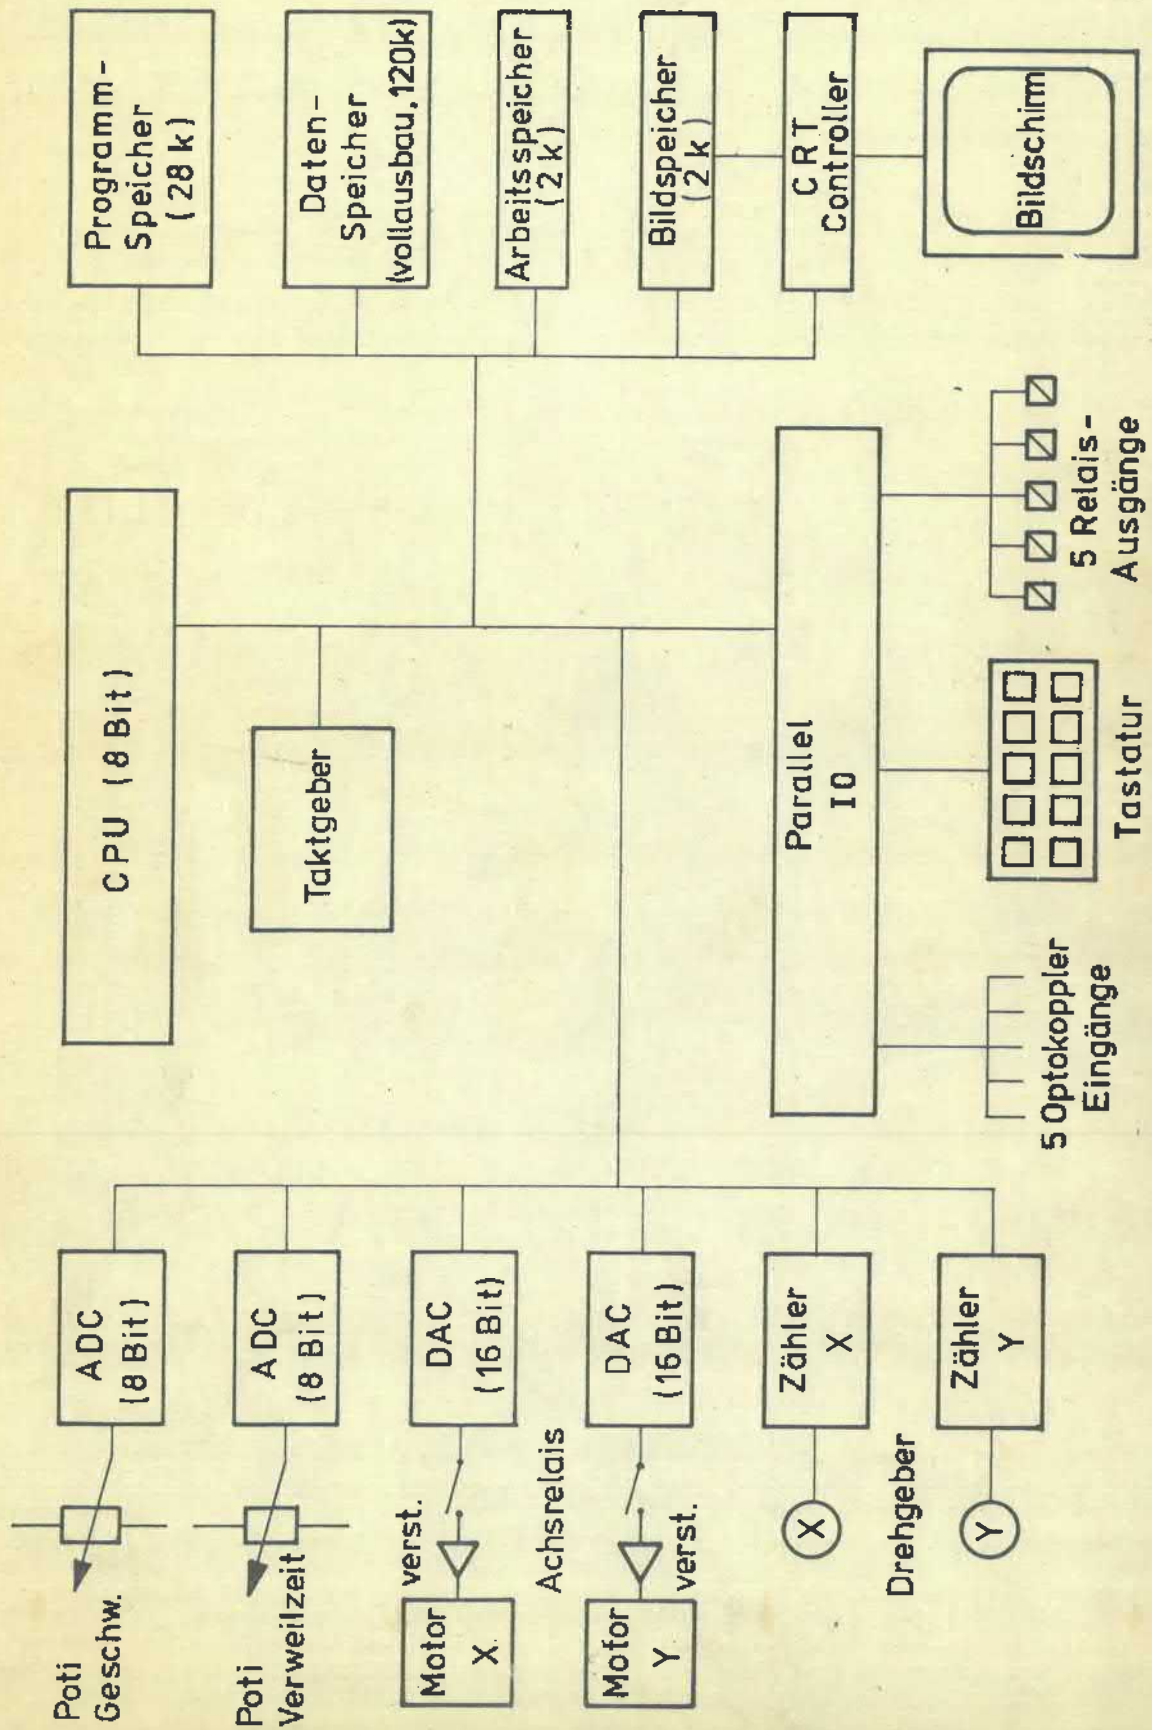 Poti
Geschw.
ADC
(8 Bit)
CPU (8 Bit)
Programm-
Speicher
(28 k)
Poti
Verweilzeit
ADC
(8 Bit)
Taktgeber
Daten-
Speicher
(vollausbau, 120k)
Motor
X
verst.
DAC
(16 Bit)
Arbeitsspeicher
(2 k)
Achsrelais
Motor
Y
verst.
DAC
(16 Bit)
Bildspeicher
(2 k)
X
Zähler
X
Parallel
IO
CRT
Controller
Drehgeber
Y
Zähler
Y
5 Optokoppler
Eingänge
Tastatur
5 Relais-
Ausgänge
Bildschirm